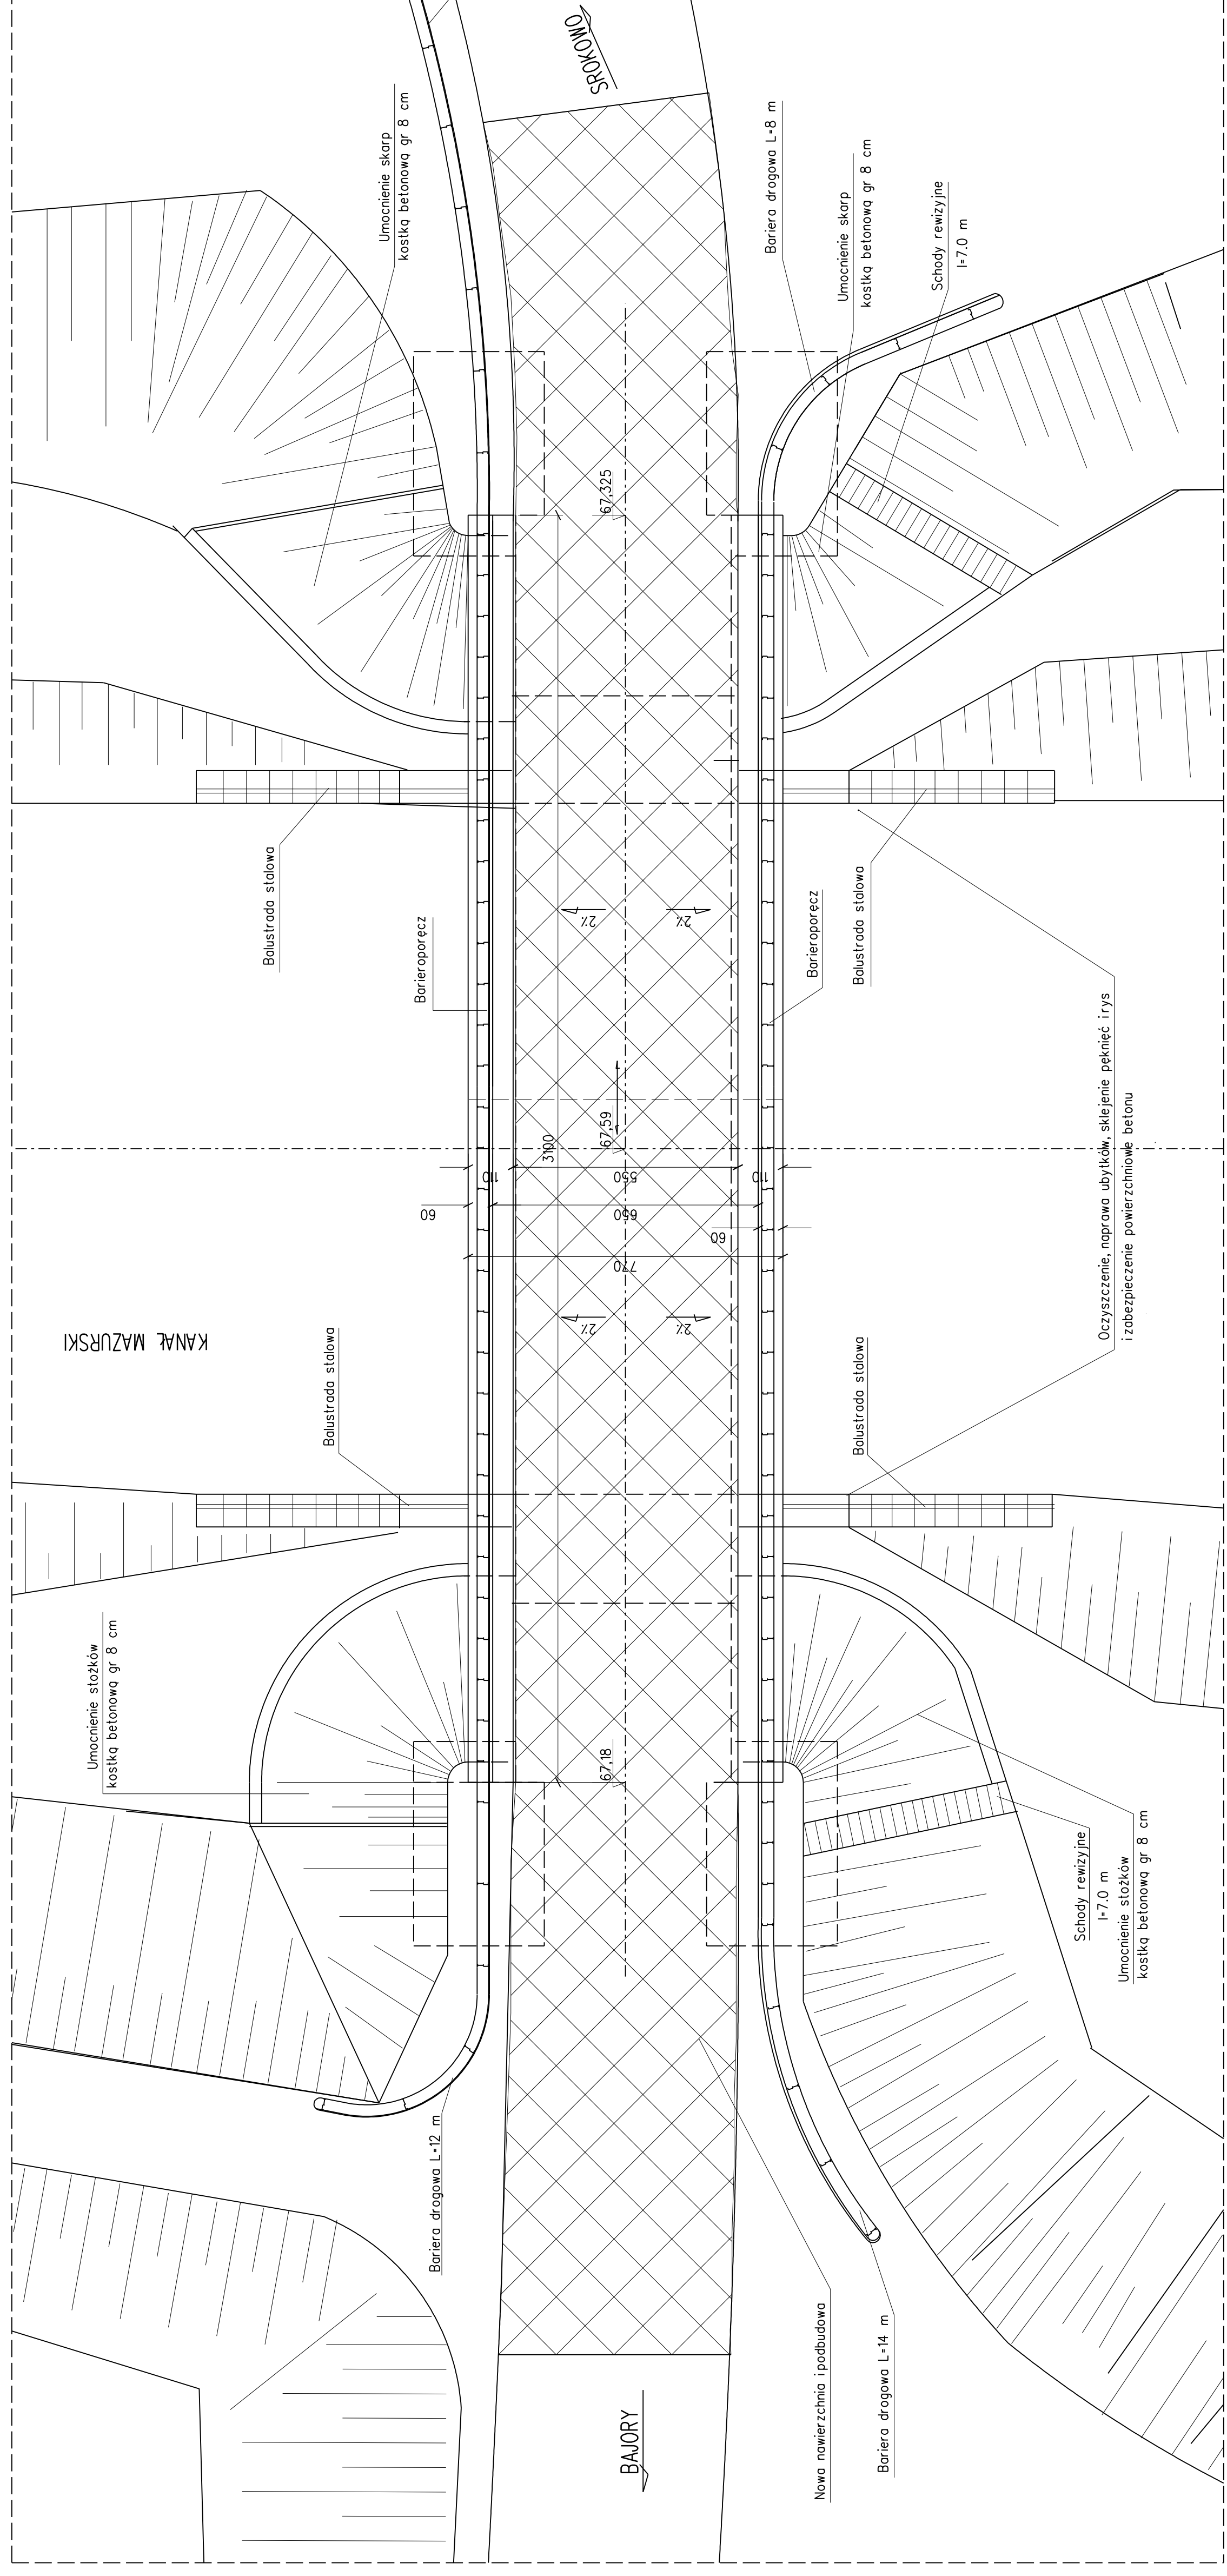 SROKOWO
Umocnienie skarp
kostką betonową gr 8 cm
Bariera drogowa L=8 m
Umocnienie skarp
kostką betonową gr 8 cm
Schody rewizyjne
l=7.0 m
67,325
Balustrada stalowa
Barieroporęcz
2%
2%
Barieroporęcz
Balustrada stalowa
Oczyszczenie, naprawa ubytków, sklejenie pęknięć i rys
i zabezpieczenie powierzchniowe betonu
67,59
3100
110
550
110
60
650
60
770
KANAŁ MAZURSKI
2%
2%
Balustrada stalowa
Balustrada stalowa
Umocnienie stożków
kostką betonową gr 8 cm
67,18
Schody rewizyjne
l=7.0 m
Umocnienie stożków
kostką betonową gr 8 cm
Bariera drogowa L=12 m
Nowa nawierzchnia i podbudowa
Bariera drogowa L=14 m
BAJORY